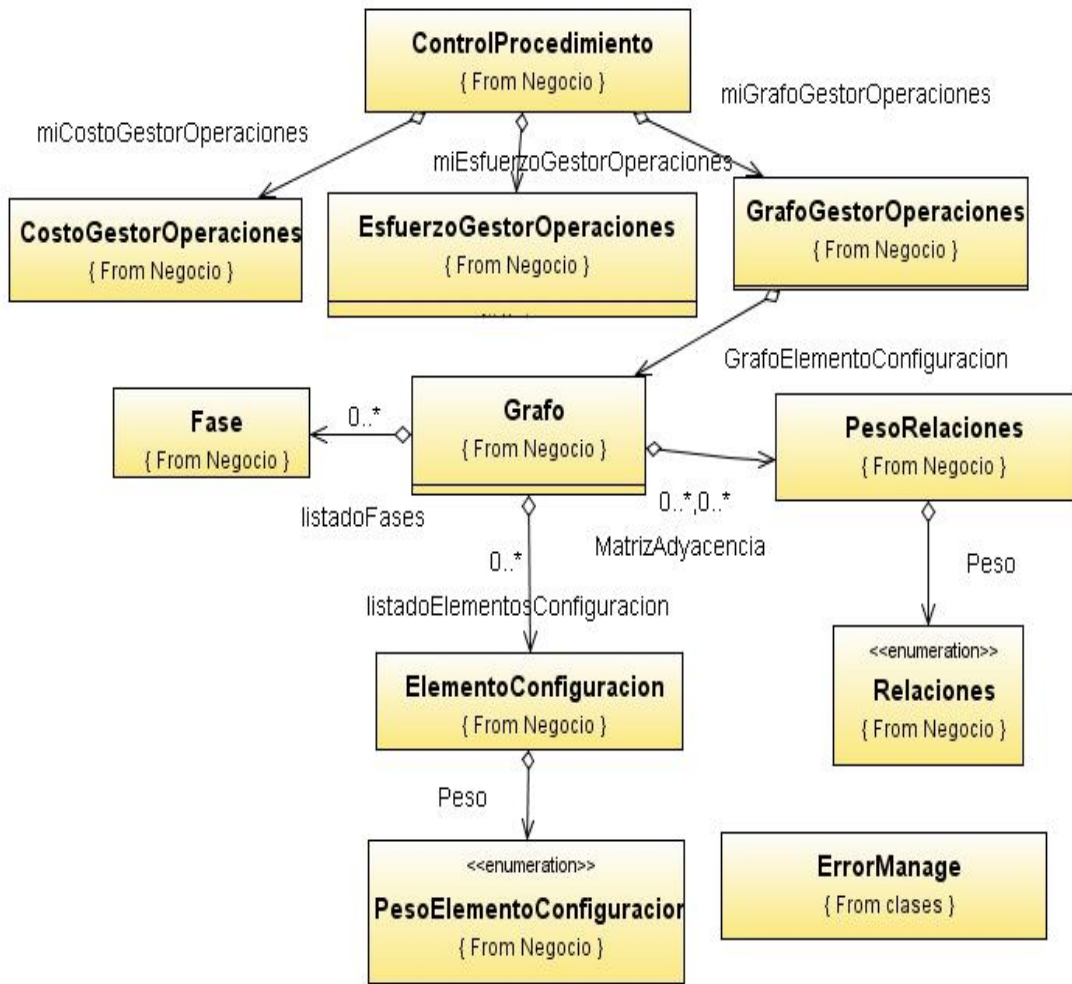 ControlProcedimiento
{ From Negocio }
miGrafoGestorOperaciones
miCostoGestorOperaciones
miEsfuerzoGestorOperaciones
CostoGestorOperaciones
{ From Negocio }
EsfuerzoGestorOperaciones
{ From Negocio }
GrafoGestorOperaciones
{ From Negocio }
GrafoElementoConfiguracion
Fase
{ From Negocio }
0..*
Grafo
{ From Negocio }
PesoRelaciones
{ From Negocio }
listadoFases
0..*,0..*
MatrizAdyacencia
0..*
listadoElementosConfiguracion
Peso
ElementoConfiguracion
{ From Negocio }
<<enumeration>>
Relaciones
{ From Negocio }
Peso
<<enumeration>>
PesoElementoConfiguracion
{ From Negocio }
ErrorManage
{ From clases }